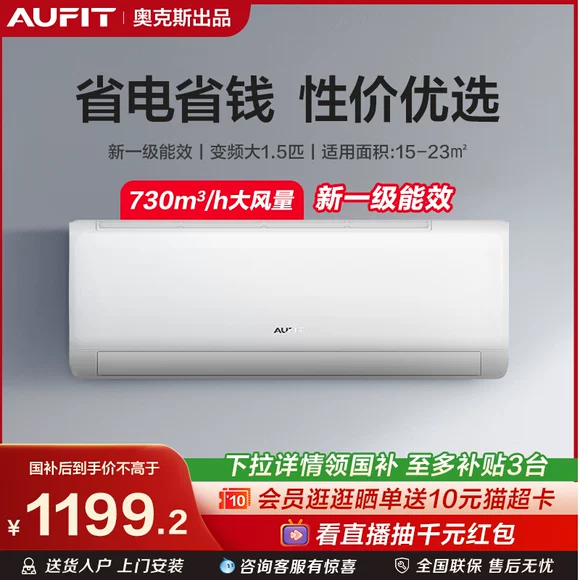 AUFIT 奥克斯出品
省电省钱 性价优选
新一级能效 | 变频大1.5匹 | 适用面积:15-23㎡
730m³/h大风量 新一级能效
AUFIT
国补后到手价不高于
¥1199.2
下拉详情领国补 至多补贴3台
10 会员逛逛晒单送10元猫超卡
看直播抽千元红包
送货入户 上门安装
咨询客服有惊喜
全国联保 售后无忧